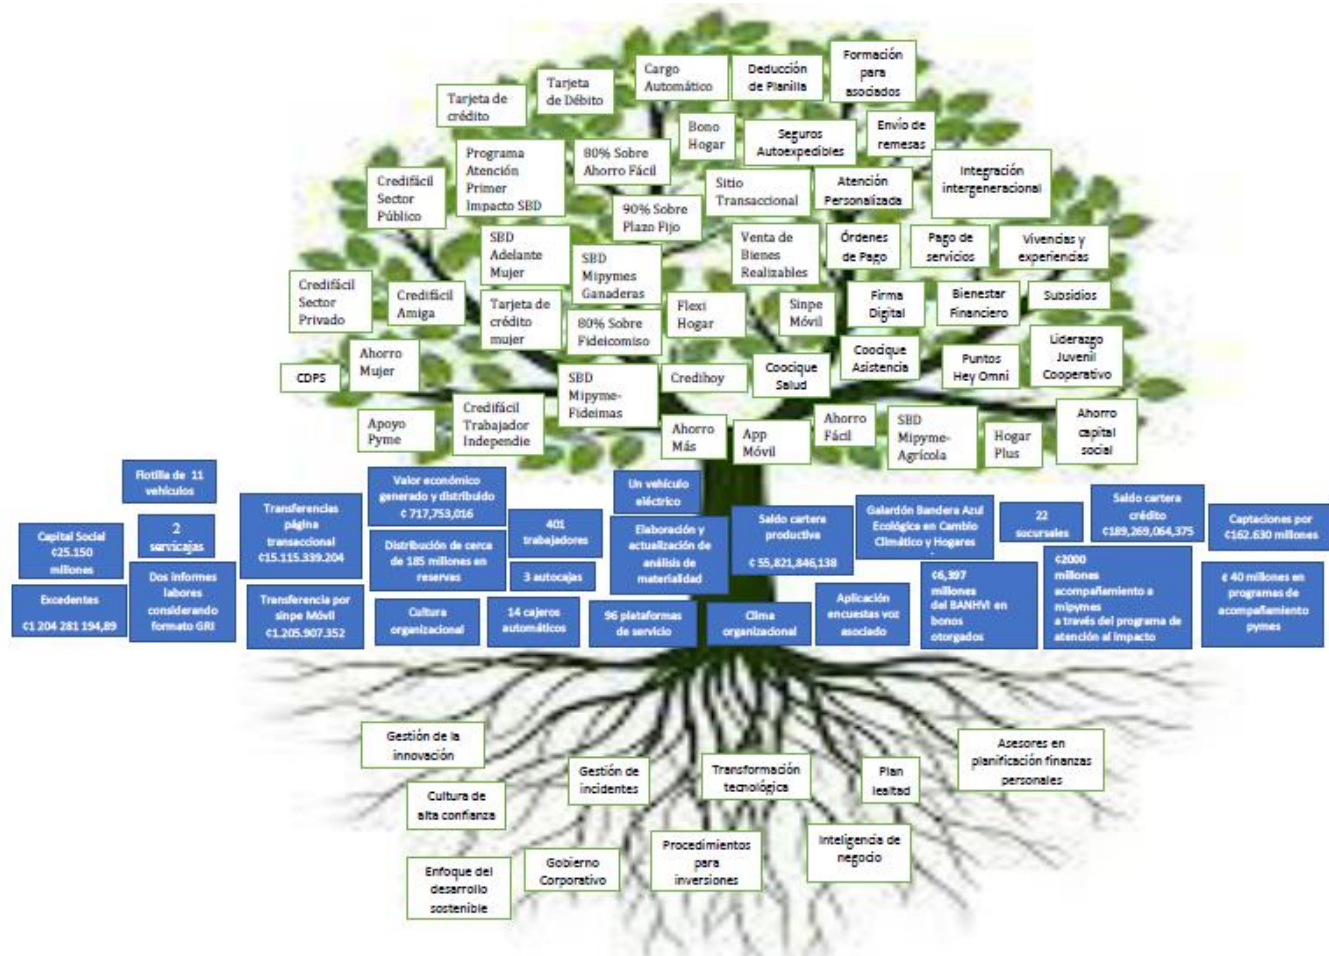 Formación
para
asociados
Cargo
Automático
Deducción
de Planilla
Tarjeta
de Débito
Tarjeta de
crédito
Bono
Hogar
Seguros
Autoexpedibles
Envío de
remesas
Programa
Atención
Primer
Impacto SBD
80% Sobre
Ahorro Fácil
Integración
intergeneracional
Credifácil
Sector
Público
Sitio
Transaccional
Atención
Personalizada
90% Sobre
Plazo Fijo
SBD
Adelante
Mujer
SBD
Mipymes
Ganaderas
Venta de
Bienes
Realizables
Órdenes
de Pago
Pago de
servicios
Vivencias y
experiencias
Credifácil
Sector
Privado
Credifácil
Amiga
Tarjeta de
crédito
mujer
80% Sobre
Fideicomiso
Flexi
Hogar
Sinpe
Móvil
Firma
Digital
Bienestar
Financiero
Subsidios
CDPS
Ahorro
Mujer
SBD
Mipyme-
Fideimas
Credihoy
Coocique
Salud
Coocique
Asistencia
Puntos
Hey Omni
Liderazgo
Juvenil
Cooperativo
Apoyo
Pyme
Credifácil
Trabajador
Independie
Ahorro
Más
App
Móvil
Ahorro
Fácil
SBD
Mipyme-
Agrícola
Hogar
Plus
Ahorro
capital
social
Flotilla de 11
vehículos
Capital Social
₡25.150
millones
2
servicajas
Transferencias
página
transaccional
₡15.115.339.204
Valor económico
generado y distribuido
₡ 717,753,016
Distribución de cerca
de 185 millones en
reservas
401
trabajadores
Un vehículo
eléctrico
Elaboración y
actualización de
análisis de
materialidad
Saldo cartera
productiva
₡ 55,821,846,138
Galardón Bandera Azul
Ecológica en Cambio
Climático y Hogares
.
22
sucursales
Saldo cartera
crédito
₡189,269,064,375
Captaciones por
₡162.630 millones
Excedentes
₡1 204 281 194,89
Dos informes
labores
considerando
formato GRI
Transferencia por
sinpe Móvil
₡1.205.907.352
Cultura
organizacional
3 autocajas
14 cajeros
automáticos
96 plataformas
de servicio
Clima
organizacional
Aplicación
encuestas voz
asociado
₡6,397
millones
del BANHVI en
bonos
otorgados
₡2000
millones
acompañamiento a
mipymes
a través del programa de
atención al impacto
¢ 40 millones en
programas de
acompañamiento
pymes
Gestión de la
innovación
Cultura de
alta confianza
Enfoque del
desarrollo
sostenible
Gestión de
incidentes
Gobierno
Corporativo
Transformación
tecnológica
Procedimientos
para
inversiones
Plan
lealtad
Inteligencia de
negocio
Asesores en
planificación finanzas
personales